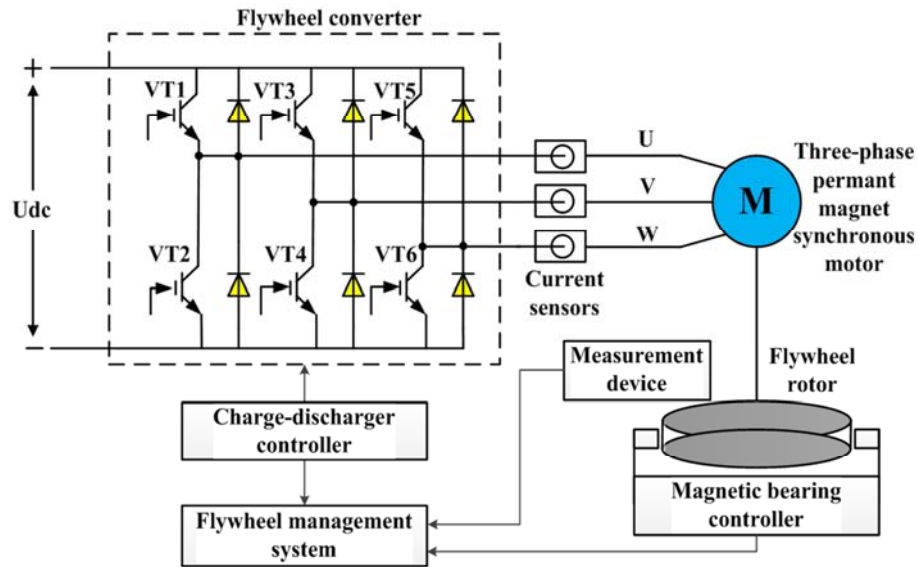 Flywheel converter
+
VT1
VT3
VT5
U
V
W
M
Three-phase
permant
magnet
synchronous
motor
Udc
VT2
VT4
VT6
Current
sensors
−
Measurement
device
Flywheel
rotor
Charge-discharger
controller
Magnetic bearing
controller
Flywheel management
system